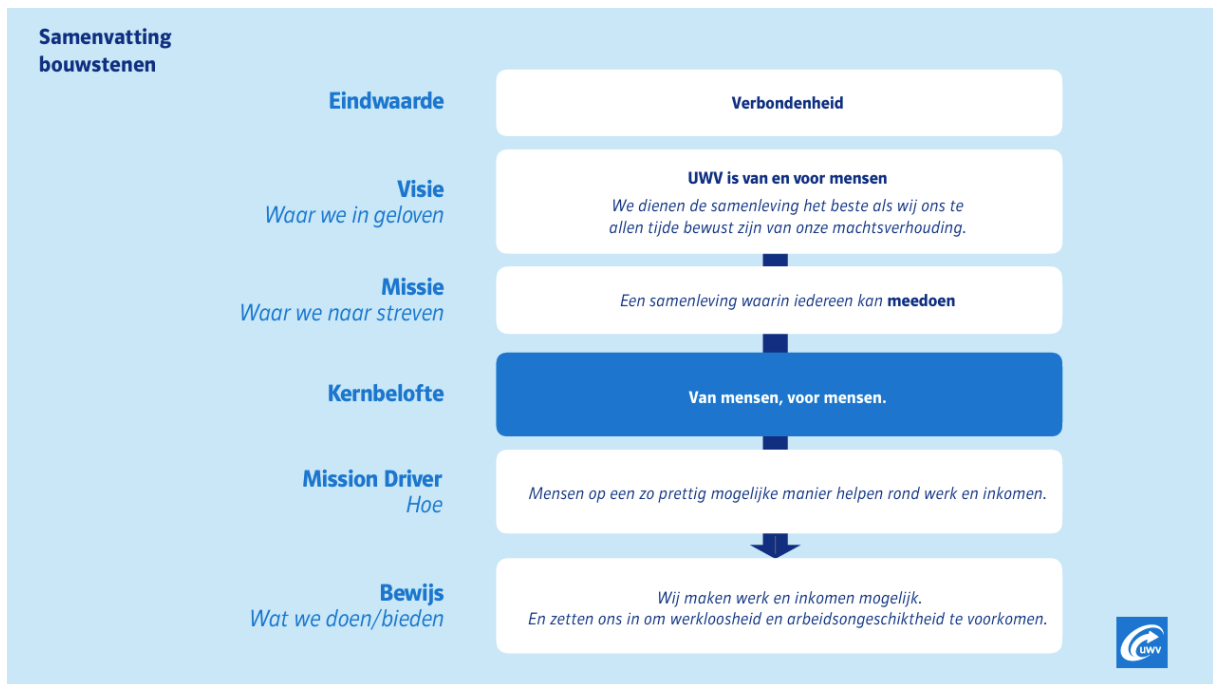 Samenvatting
bouwstenen
Eindwaarde
Verbondenheid
Visie
Waar we in geloven
UWV is van en voor mensen
We dienen de samenleving het beste als wij ons te
allen tijde bewust zijn van onze machtsverhouding.
Missie
Waar we naar streven
Een samenleving waarin iedereen kan meedoen
Kernbelofte
Van mensen, voor mensen.
Mission Driver
Hoe
Mensen op een zo prettig mogelijke manier helpen rond werk en inkomen.
Bewijs
Wat we doen/bieden
Wij maken werk en inkomen mogelijk.
En zetten ons in om werkloosheid en arbeidsongeschiktheid te voorkomen.
UWV